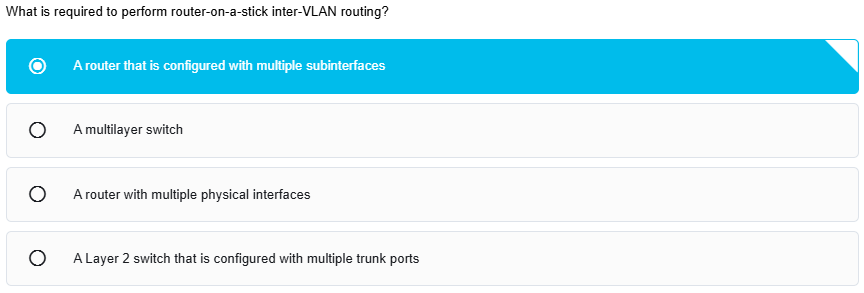 What is required to perform router-on-a-stick inter-VLAN routing?
A router that is configured with multiple subinterfaces
A multilayer switch
A router with multiple physical interfaces
A Layer 2 switch that is configured with multiple trunk ports